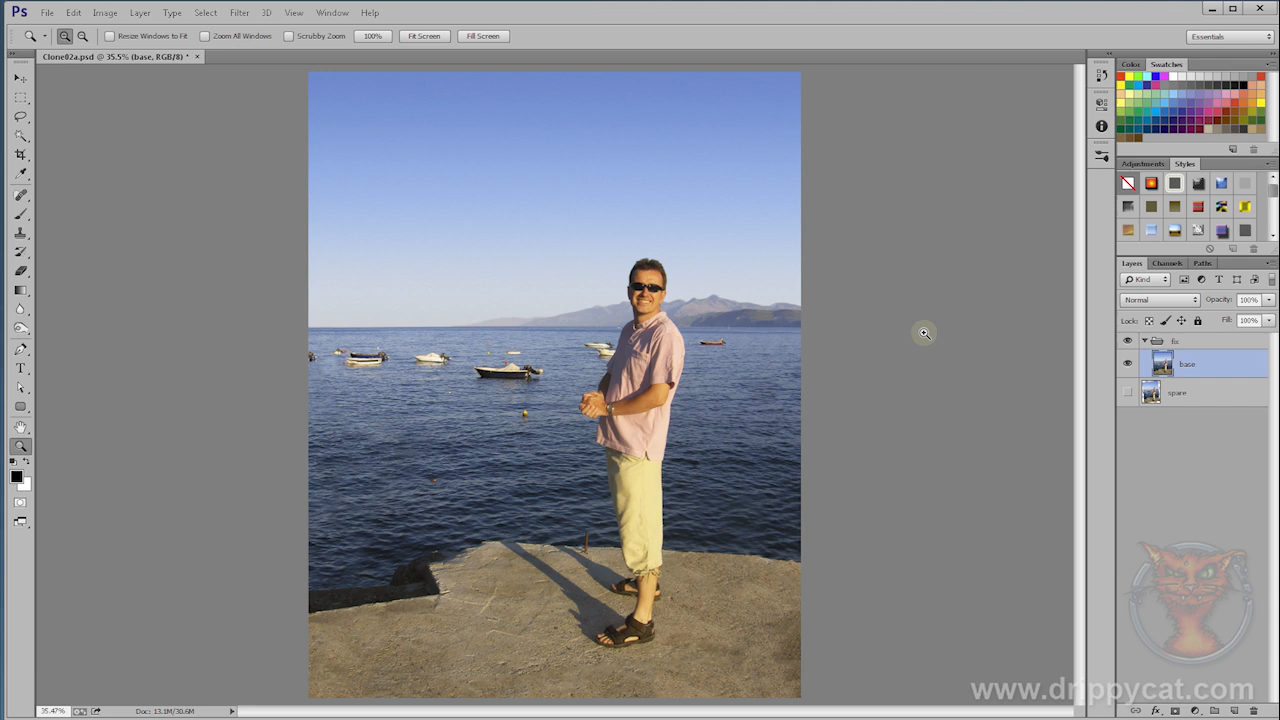 Ps File Edit Image Layer Type Select Filter 3D View Window Help
Resize Windows to Fit Zoom All Windows Scrubby Zoom 100% Fit Screen Fill Screen Essentials
Clone02a.psd @ 35.5% (base, RGB/8) * ×
Color Swatches
Adjustments Styles
Layers Channels Paths
Kind
Normal Opacity: 100%
Lock: Fill: 100%
fix
base
spare
www.drippycat.com
35.47% Doc: 13.1M/30.6M